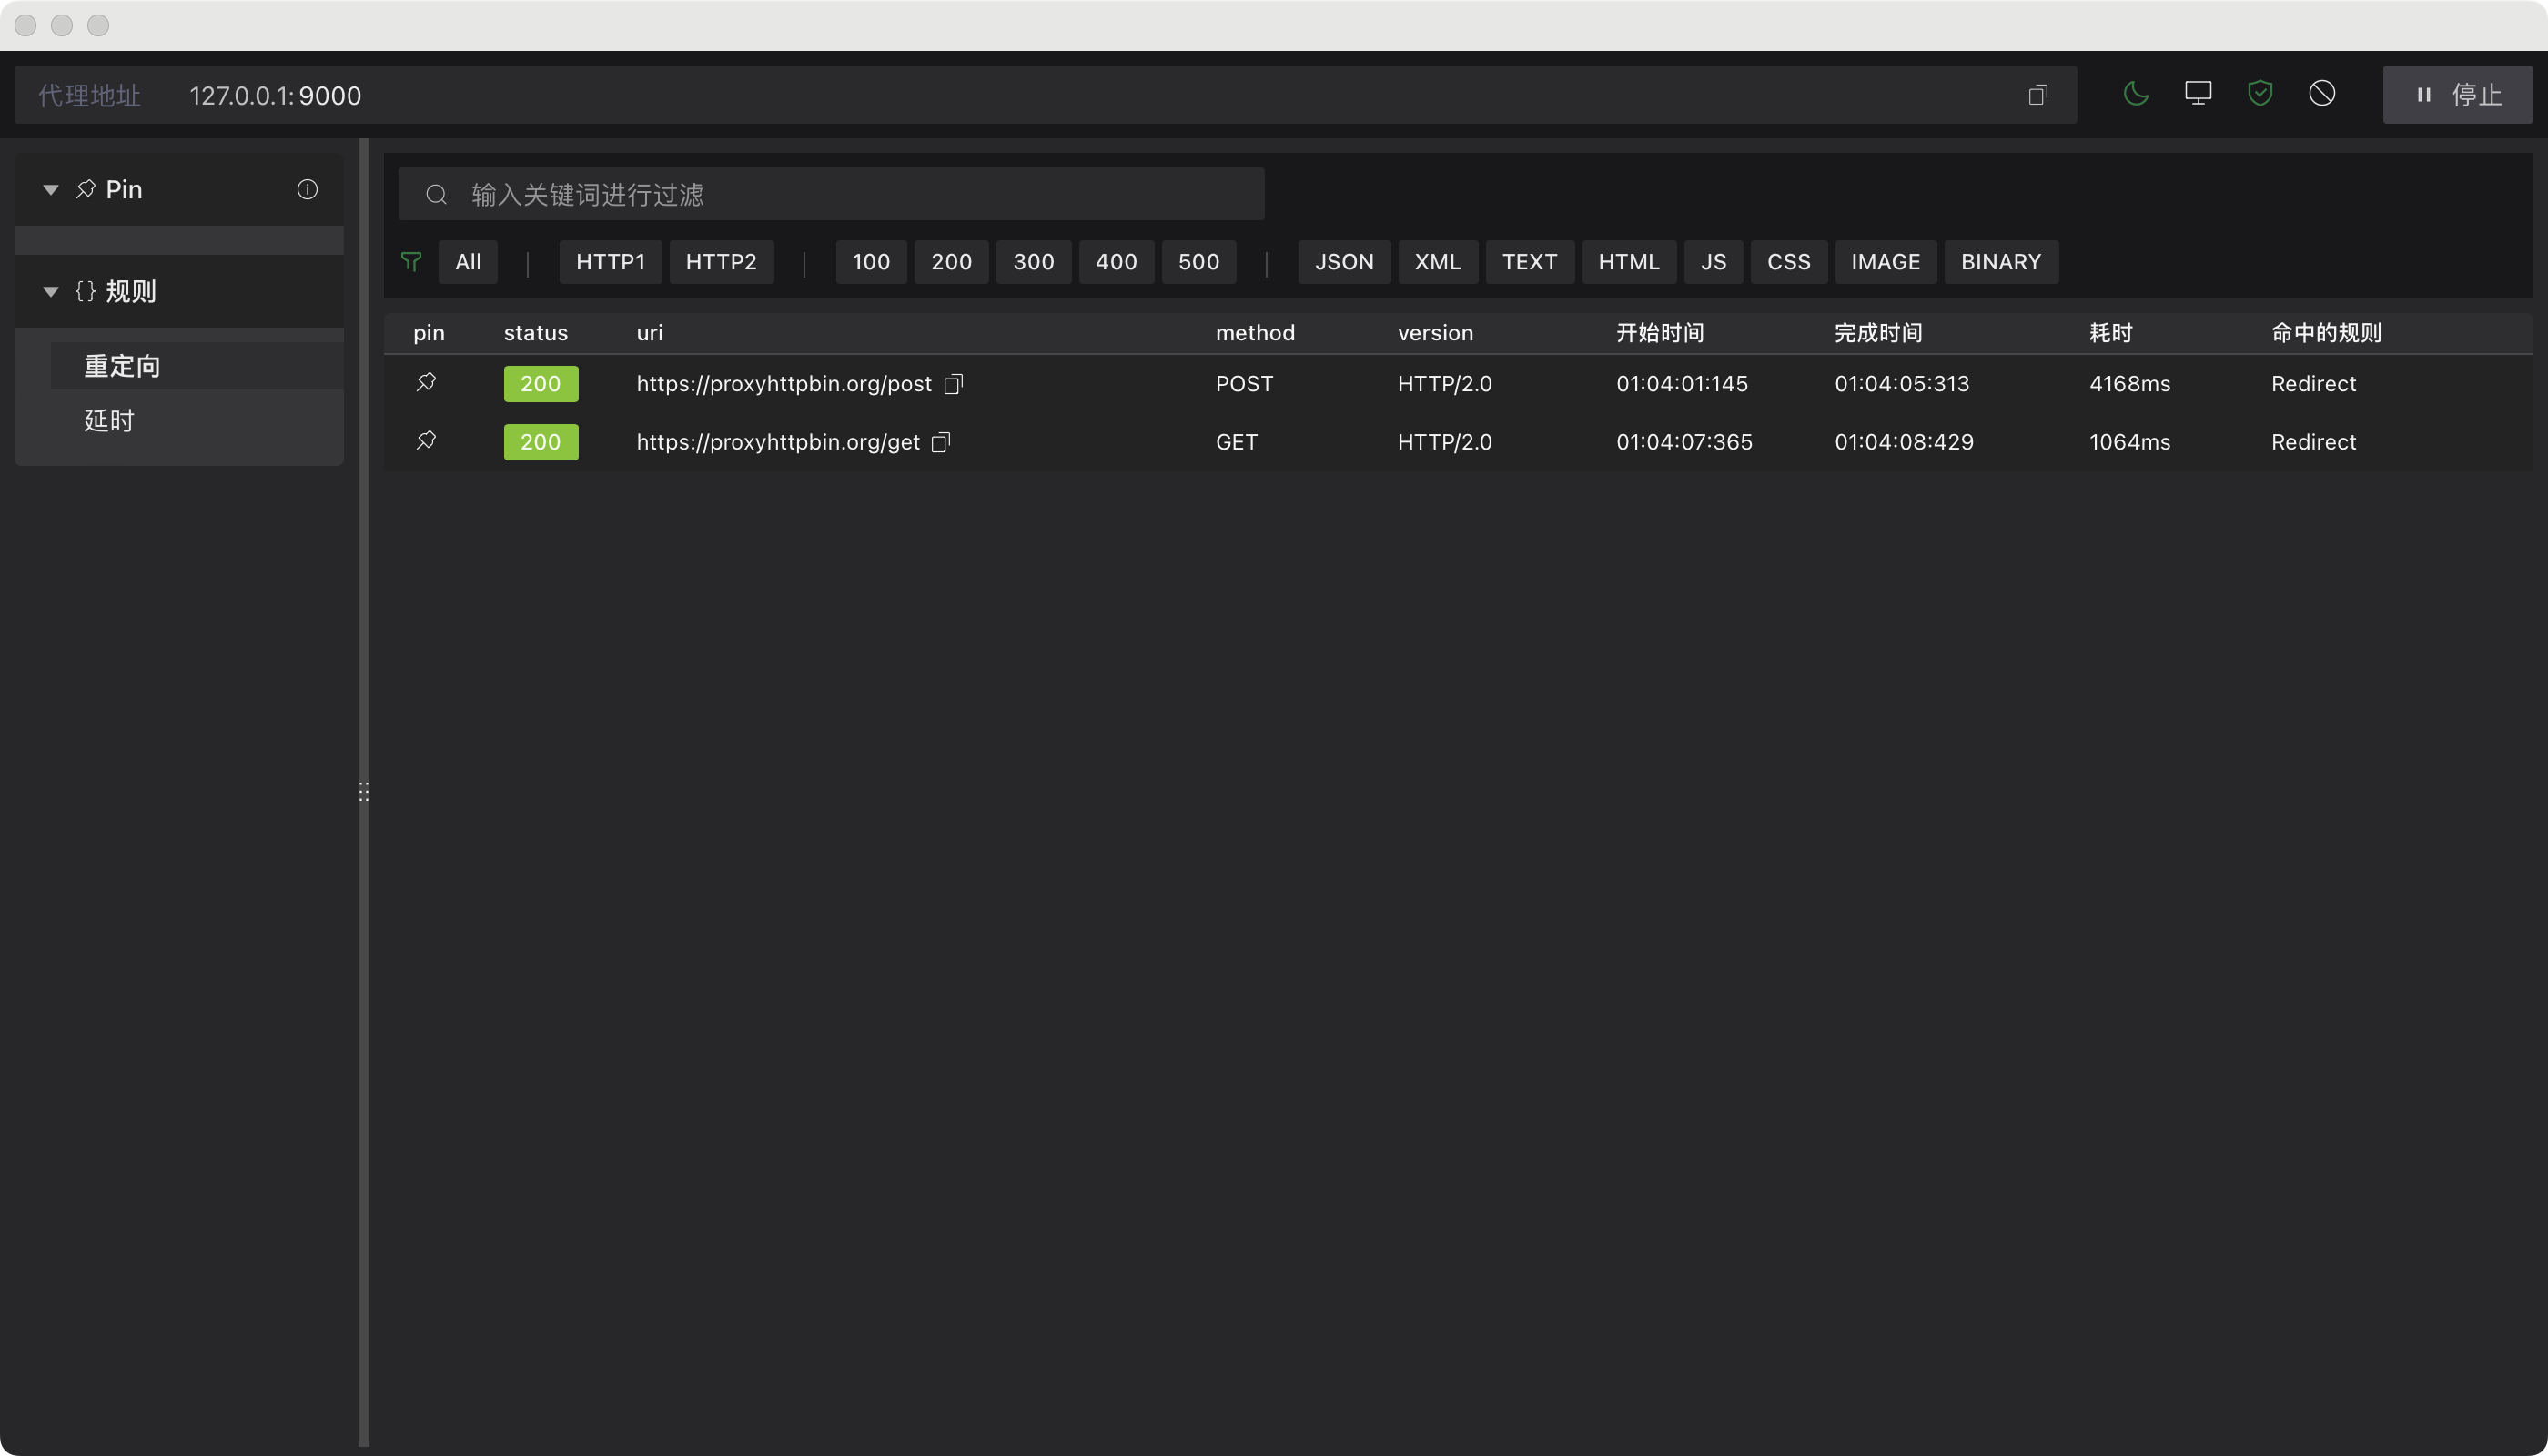 代理地址 127.0.0.1:9000 停止
Pin
规则
重定向
延时
输入关键词进行过滤
All | HTTP1 HTTP2 | 100 200 300 400 500 | JSON XML TEXT HTML JS CSS IMAGE BINARY
pin status uri method version 开始时间 完成时间 耗时 命中的规则
200 https://proxyhttpbin.org/post POST HTTP/2.0 01:04:01:145 01:04:05:313 4168ms Redirect
200 https://proxyhttpbin.org/get GET HTTP/2.0 01:04:07:365 01:04:08:429 1064ms Redirect